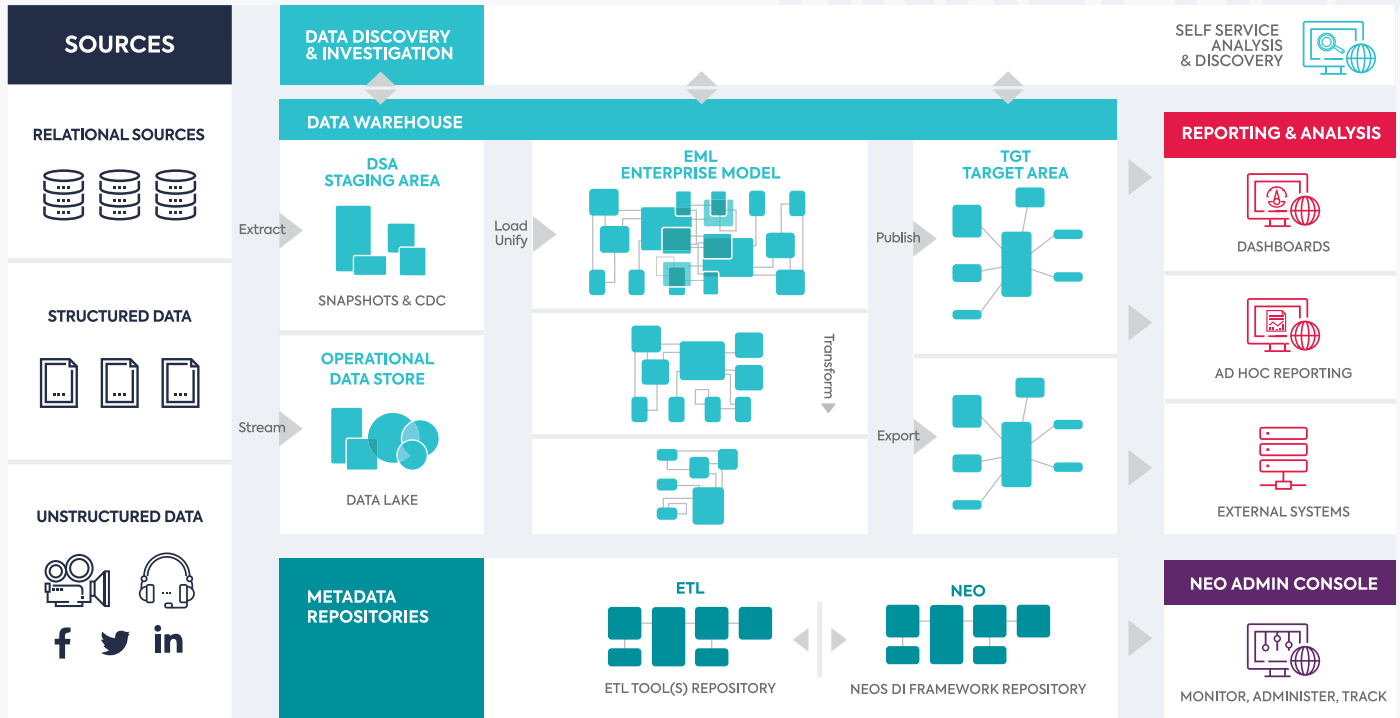 SOURCES
RELATIONAL SOURCES
STRUCTURED DATA
UNSTRUCTURED DATA
f
in
Extract
Stream
DATA DISCOVERY
& INVESTIGATION
SELF SERVICE
ANALYSIS
& DISCOVERY
DATA WAREHOUSE
DSA
STAGING AREA
SNAPSHOTS & CDC
OPERATIONAL
DATA STORE
DATA LAKE
Load
Unify
EML
ENTERPRISE MODEL
Transform
Publish
Export
TGT
TARGET AREA
REPORTING & ANALYSIS
DASHBOARDS
AD HOC REPORTING
EXTERNAL SYSTEMS
METADATA
REPOSITORIES
ETL
ETL TOOL(S) REPOSITORY
NEO
NEOS DI FRAMEWORK REPOSITORY
NEO ADMIN CONSOLE
MONITOR, ADMINISTER, TRACK